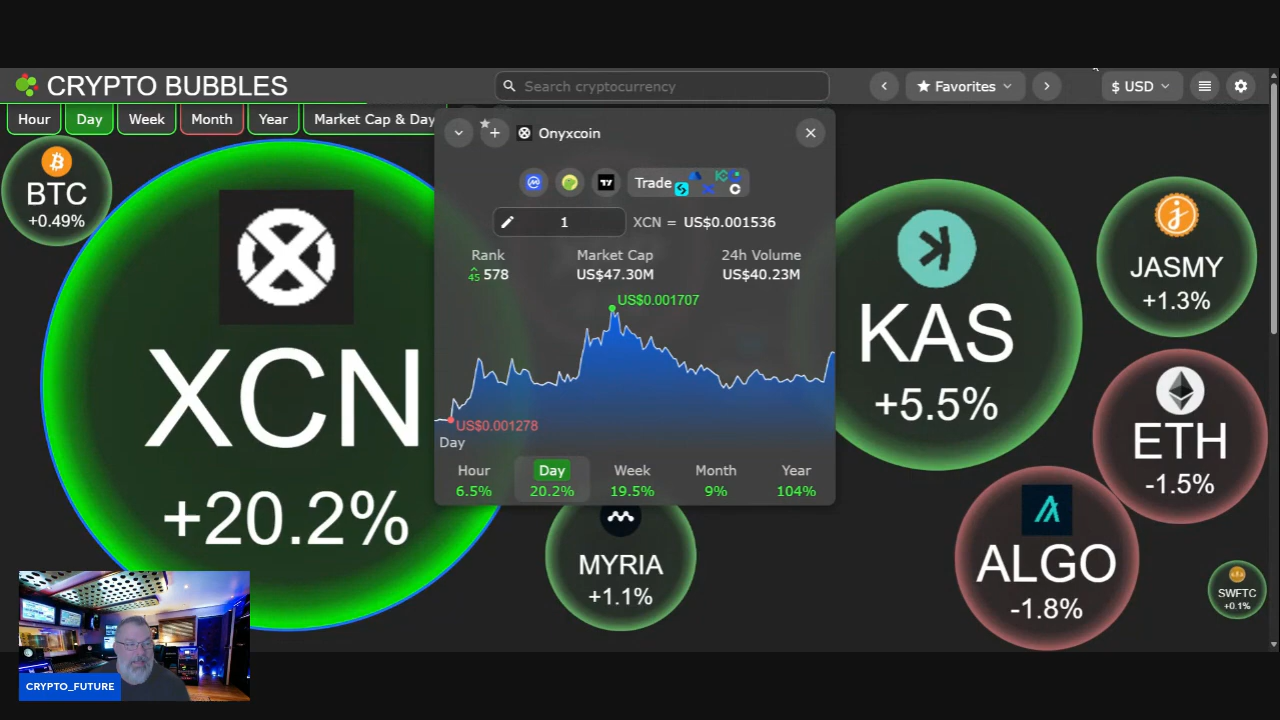 CRYPTO BUBBLES
Search cryptocurrency
Favorites
$ USD
Hour
Day
Week
Month
Year
Market Cap & Day
Onyxcoin
Trade
1
XCN = US$0.001536
Rank
Market Cap
24h Volume
45 578
US$47.30M
US$40.23M
US$0.001707
US$0.001278
Day
Hour
Day
Week
Month
Year
6.5%
20.2%
19.5%
9%
104%
BTC
+0.49%
XCN
+20.2%
KAS
+5.5%
JASMY
+1.3%
ETH
-1.5%
ALGO
-1.8%
MYRIA
+1.1%
SWFTC
+0.1%
CRYPTO_FUTURE